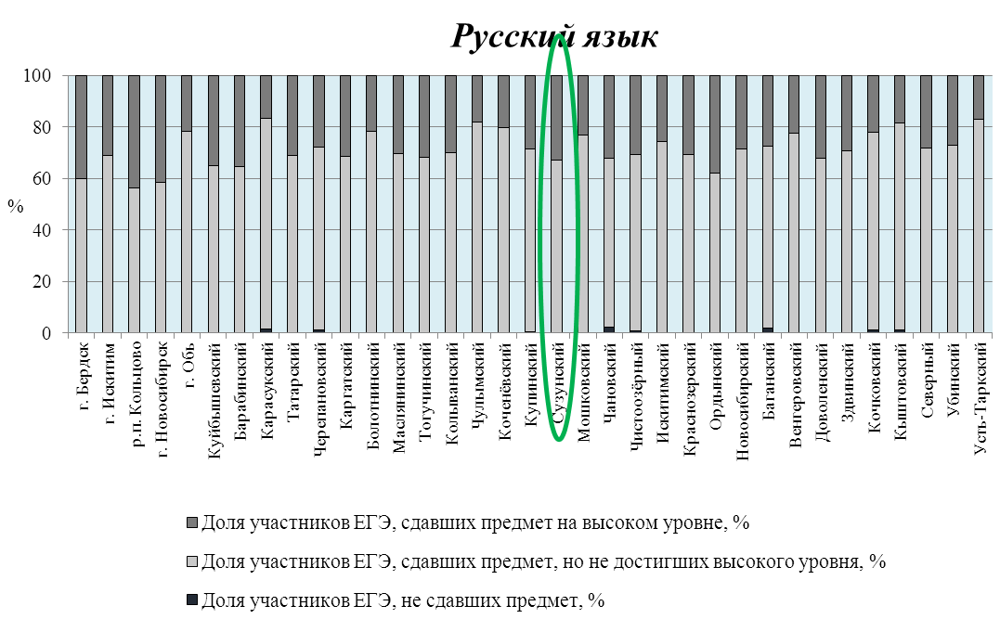 Русский язык
100
80
60
40
20
0
%
г. Бердск
г. Искитим
р.п. Кольцово
г. Новосибирск
г. Обь
Куйбышевский
Барабинский
Карасукский
Татарский
Черепановский
Каргатский
Болотнинский
Маслянинский
Тогучинский
Колыванский
Чулымский
Коченёвский
Купинский
Сузунский
Мошковский
Чановский
Чистоозёрный
Искитимский
Краснозерский
Ордынский
Новосибирский
Баганский
Венгеровский
Доволенский
Здвинский
Кочковский
Кыштовский
Северный
Убинский
Усть-Таркский
Доля участников ЕГЭ, сдавших предмет на высоком уровне, %
Доля участников ЕГЭ, сдавших предмет, но не достигших высокого уровня, %
Доля участников ЕГЭ, не сдавших предмет, %